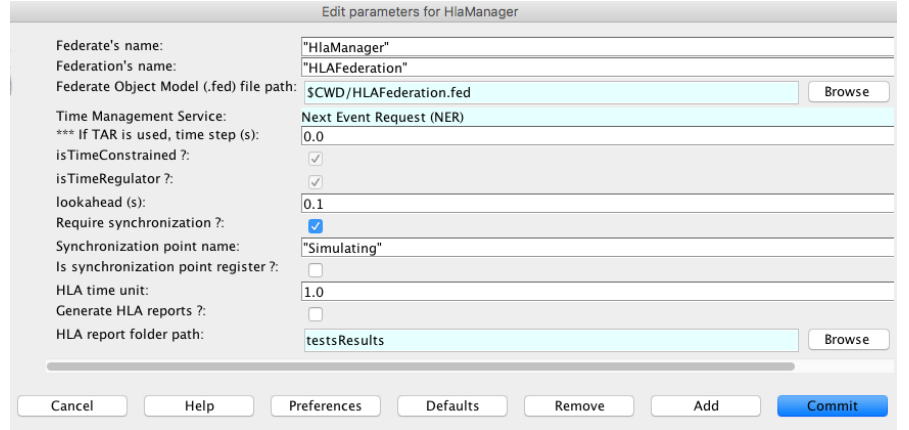 Edit parameters for HlaManager
Federate's name: "HlaManager"
Federation's name: "HLAFederation"
Federate Object Model (.fed) file path: $CWD/HLAFederation.fed Browse
Time Management Service: Next Event Request (NER)
*** If TAR is used, time step (s): 0.0
isTimeConstrained ?:
isTimeRegulator ?:
lookahead (s): 0.1
Require synchronization ?:
Synchronization point name: "Simulating"
Is synchronization point register ?:
HLA time unit: 1.0
Generate HLA reports ?:
HLA report folder path: testsResults Browse
Cancel Help Preferences Defaults Remove Add Commit